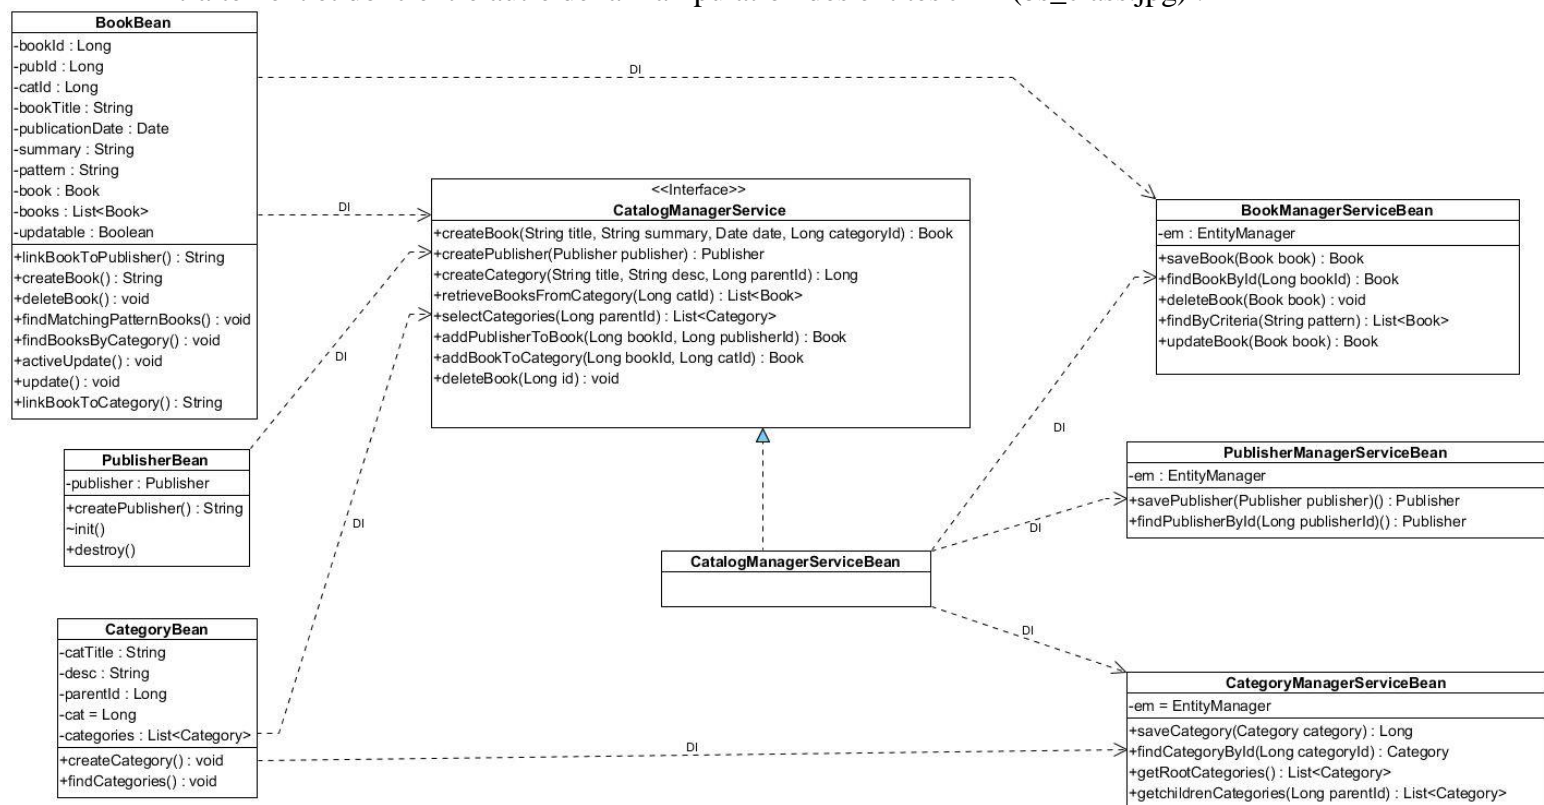 BookBean
-bookId : Long
-pubId : Long
-catId : Long
-bookTitle : String
-publicationDate : Date
-summary : String
-pattern : String
-book : Book
-books : List<Book>
-updatable : Boolean
+linkBookToPublisher() : String
+createBook() : String
+deleteBook() : void
+findMatchingPatternBooks() : void
+findBooksByCategory() : void
+activeUpdate() : void
+update() : void
+linkBookToCategory() : String
DI
DI
<<Interface>>
CatalogManagerService
+createBook(String title, String summary, Date date, Long categoryId) : Book
+createPublisher(Publisher publisher) : Publisher
+createCategory(String title, String desc, Long parentId) : Long
+retrieveBooksFromCategory(Long catId) : List<Book>
+selectCategories(Long parentId) : List<Category>
+addPublisherToBook(Long bookId, Long publisherId) : Book
+addBookToCategory(Long bookId, Long catId) : Book
+deleteBook(Long id) : void
BookManagerServiceBean
-em : EntityManager
+saveBook(Book book) : Book
+findBookById(Long bookId) : Book
+deleteBook(Book book) : void
+findByCriteria(String pattern) : List<Book>
+updateBook(Book book) : Book
DI
DI
PublisherBean
-publisher : Publisher
+createPublisher() : String
~init()
+destroy()
DI
PublisherManagerServiceBean
-em : EntityManager
+savePublisher(Publisher publisher)() : Publisher
+findPublisherById(Long publisherId)() : Publisher
DI
CatalogManagerServiceBean
DI
CategoryBean
-catTitle : String
-desc : String
-parentId : Long
-cat = Long
-categories : List<Category>
+createCategory() : void
+findCategories() : void
DI
CategoryManagerServiceBean
-em = EntityManager
+saveCategory(Category category) : Long
+findCategoryById(Long categoryId) : Category
+getRootCategories() : List<Category>
+getchildrenCategories(Long parentId) : List<Category>